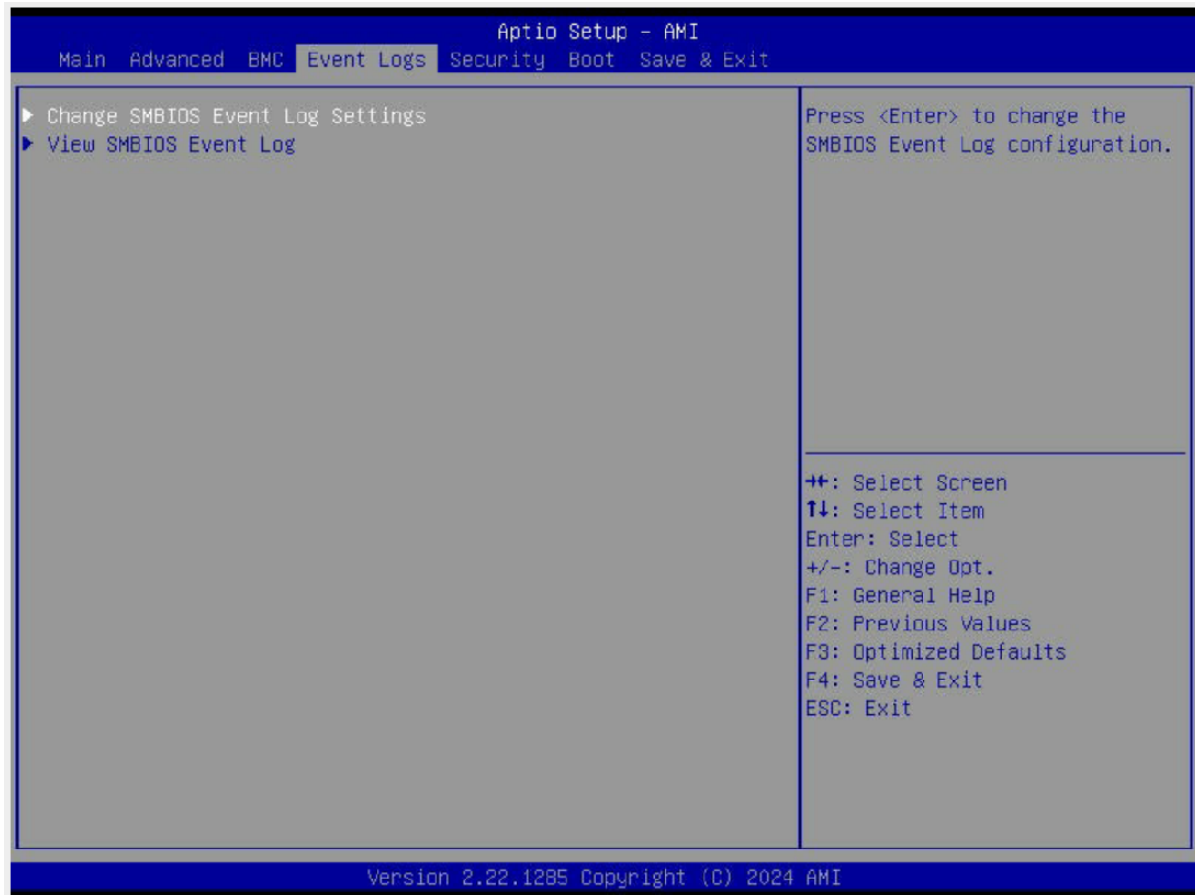 Aptio Setup – AMI
Main Advanced BMC Event Logs Security Boot Save & Exit
▶ Change SMBIOS Event Log Settings
▶ View SMBIOS Event Log
Press <Enter> to change the
SMBIOS Event Log configuration.
→←: Select Screen
↑↓: Select Item
Enter: Select
+/-: Change Opt.
F1: General Help
F2: Previous Values
F3: Optimized Defaults
F4: Save & Exit
ESC: Exit
Version 2.22.1285 Copyright (C) 2024 AMI